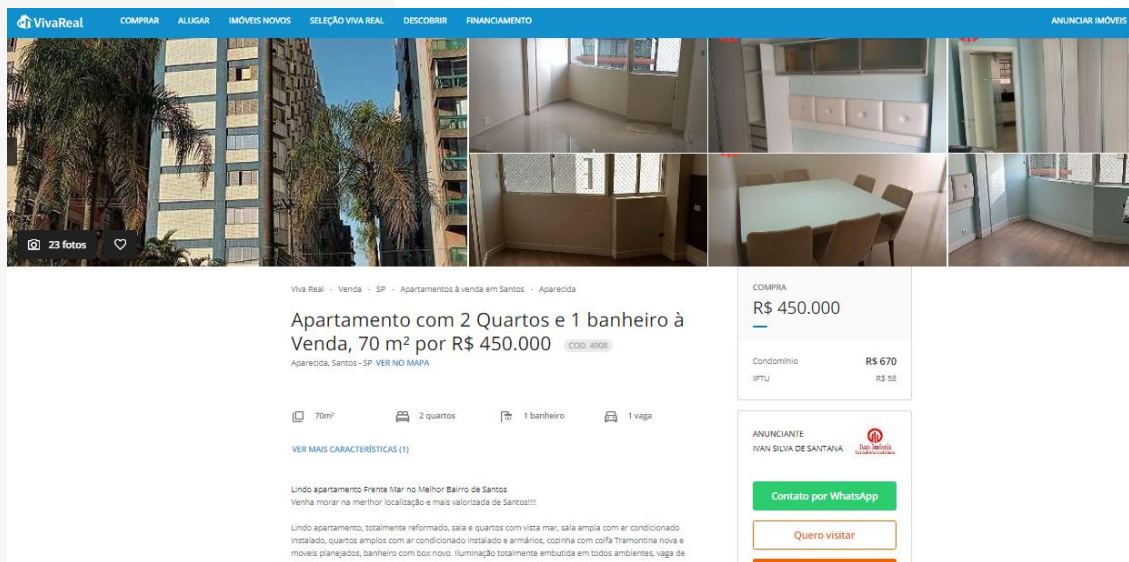 VivaReal
COMPRAR ALUGAR IMÓVEIS NOVOS SELEÇÃO VIVA REAL DESCOBRIR FINANCIAMENTO ANUNCIAR IMÓVEIS
23 fotos
Viva Real - Venda - SP - Apartamentos à venda em Santos - Aparecida
Apartamento com 2 Quartos e 1 banheiro à
Venda, 70 m² por R$ 450.000 COD. 4908
Aparecida, Santos - SP VER NO MAPA
70m² 2 quartos 1 banheiro 1 vaga
VER MAIS CARACTERÍSTICAS (1)
Lindo apartamento Frente Mar no Melhor Bairro de Santos
Venha morar na merlhor localização e mais valorizada de Santos!!!!
Lindo apartamento, totalmente reformado, sala e quartos com vista mar, sala ampla com ar condicionado
instalado, quartos amplos com ar condicionado instalado e armários, cozinha com coifa Tramontina nova e
moveis planejados, banheiro com box novo. Iluminação totalmente embutida em todos ambientes, vaga de
COMPRA
R$ 450.000
Condomínio R$ 670
IPTU R$ 58
ANUNCIANTE
IVAN SILVA DE SANTANA
Ivan Imóveis
Contato por WhatsApp
Quero visitar